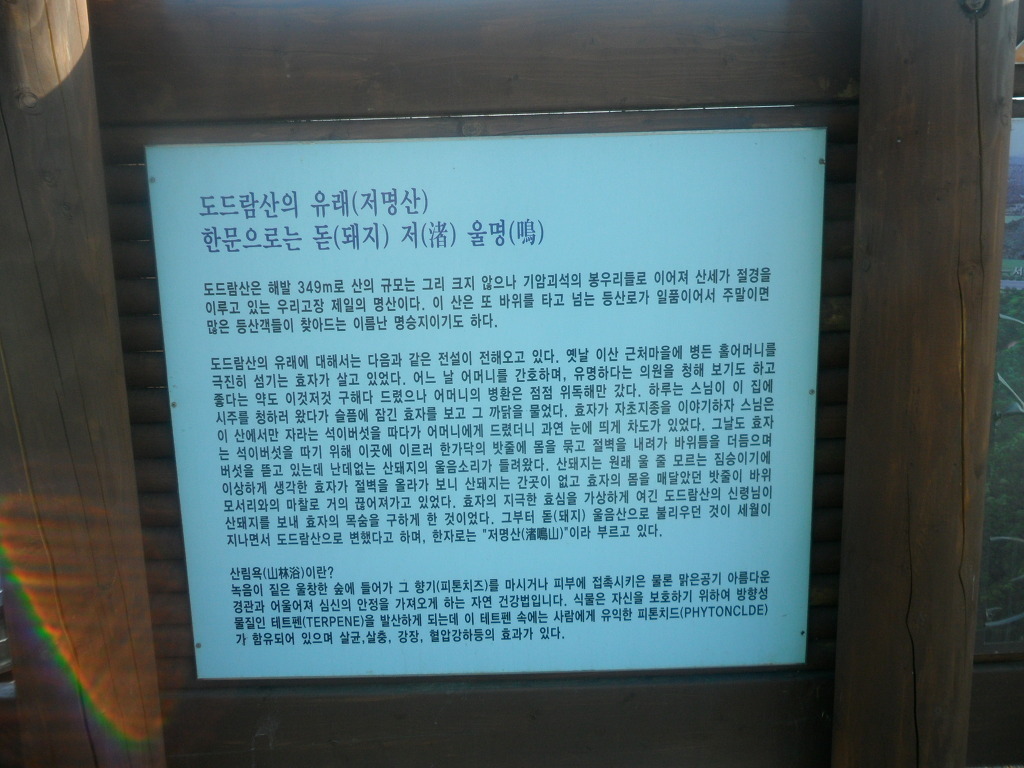 도드람산의 유래(저명산)
한문으로는 돋(돼지) 저(渚) 울명(鳴)
도드람산은 해발 349m로 산의 규모는 그리 크지 않으나 기암괴석의 봉우리들로 이어져 산세가 절경을
이루고 있는 우리고장 제일의 명산이다. 이 산은 또 바위를 타고 넘는 등산로가 일품이어서 주말이면
많은 등산객들이 찾아드는 이름난 명승지이기도 하다.
도드람산의 유래에 대해서는 다음과 같은 전설이 전해오고 있다. 옛날 이산 근처마을에 병든 홀어머니를
극진히 섬기는 효자가 살고 있었다. 어느 날 어머니를 간호하며, 유명하다는 의원을 청해 보기도 하고
좋다는 약도 이것저것 구해다 드렸으나 어머니의 병환은 점점 위독해만 갔다. 하루는 스님이 이 집에
시주를 청하러 왔다가 슬픔에 잠긴 효자를 보고 그 까닭을 물었다. 효자가 자초지종을 이야기하자 스님은
이 산에서만 자라는 석이버섯을 따다가 어머니에게 드렸더니 과연 눈에 띄게 차도가 있었다. 그날도 효자
는 석이버섯을 따기 위해 이곳에 이르러 한가닥의 밧줄에 몸을 묶고 절벽을 내려가 바위틈을 더듬으며
버섯을 뜯고 있는데 난데없는 산돼지의 울음소리가 들려왔다. 산돼지는 원래 울 줄 모르는 짐승이기에
이상하게 생각한 효자가 절벽을 올라가 보니 산돼지는 간곳이 없고 효자의 몸을 매달았던 밧줄이 바위
모서리와의 마찰로 거의 끊어져가고 있었다. 효자의 지극한 효심을 가상하게 여긴 도드람산의 신령님이
산돼지를 보내 효자의 목숨을 구하게 한 것이었다. 그부터 돋(돼지) 울음산으로 불리우던 것이 세월이
지나면서 도드람산으로 변했다고 하며, 한자로는 "저명산(渚鳴山)"이라 부르고 있다.
산림욕(山林浴)이란?
녹음이 짙은 울창한 숲에 들어가 그 향기(피톤치즈)를 마시거나 피부에 접촉시키은 물론 맑은공기 아름다운
경관과 어울어져 심신의 안정을 가져오게 하는 자연 건강법입니다. 식물은 자신을 보호하기 위하여 방향성
물질인 테트펜(TERPENE)을 발산하게 되는데 이 테트펜 속에는 사람에게 유익한 피톤치드(PHYTONCLDE)
가 함유되어 있으며 살균,살충, 강장, 혈압강하등의 효과가 있다.